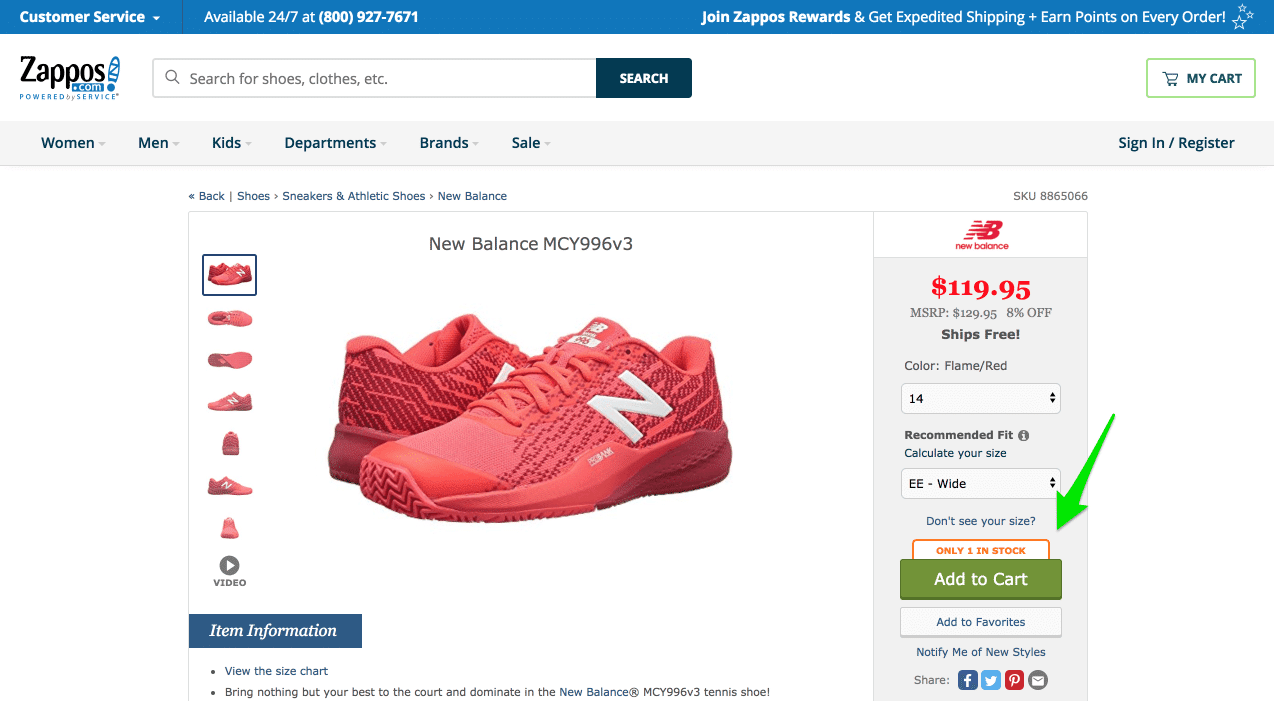 Customer Service
Available 24/7 at (800) 927-7671
Join Zappos Rewards & Get Expedited Shipping + Earn Points on Every Order!
Zappos
.com
POWERED by SERVICE
Search for shoes, clothes, etc.
SEARCH
MY CART
Women
Men
Kids
Departments
Brands
Sale
Sign In / Register
« Back | Shoes › Sneakers & Athletic Shoes › New Balance
SKU 8865066
New Balance MCY996v3
new balance
$119.95
MSRP: $129.95 8% OFF
Ships Free!
Color: Flame/Red
14
Recommended Fit
Calculate your size
EE - Wide
Don't see your size?
ONLY 1 IN STOCK
Add to Cart
Add to Favorites
Notify Me of New Styles
Share:
VIDEO
Item Information
• View the size chart
• Bring nothing but your best to the court and dominate in the New Balance® MCY996v3 tennis shoe!